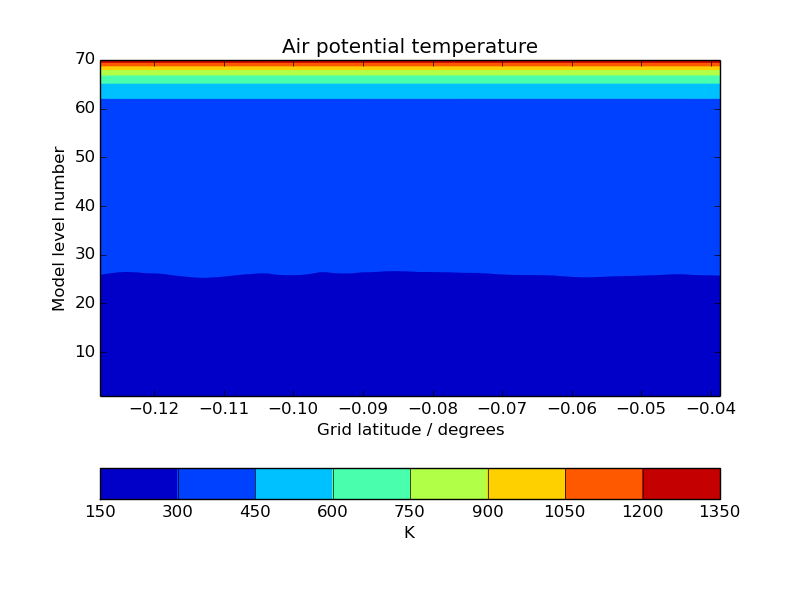 Air potential temperature
70
60
50
40
30
20
10
Model level number
−0.12 −0.11 −0.10 −0.09 −0.08 −0.07 −0.06 −0.05 −0.04
Grid latitude / degrees
150 300 450 600 750 900 1050 1200 1350
K